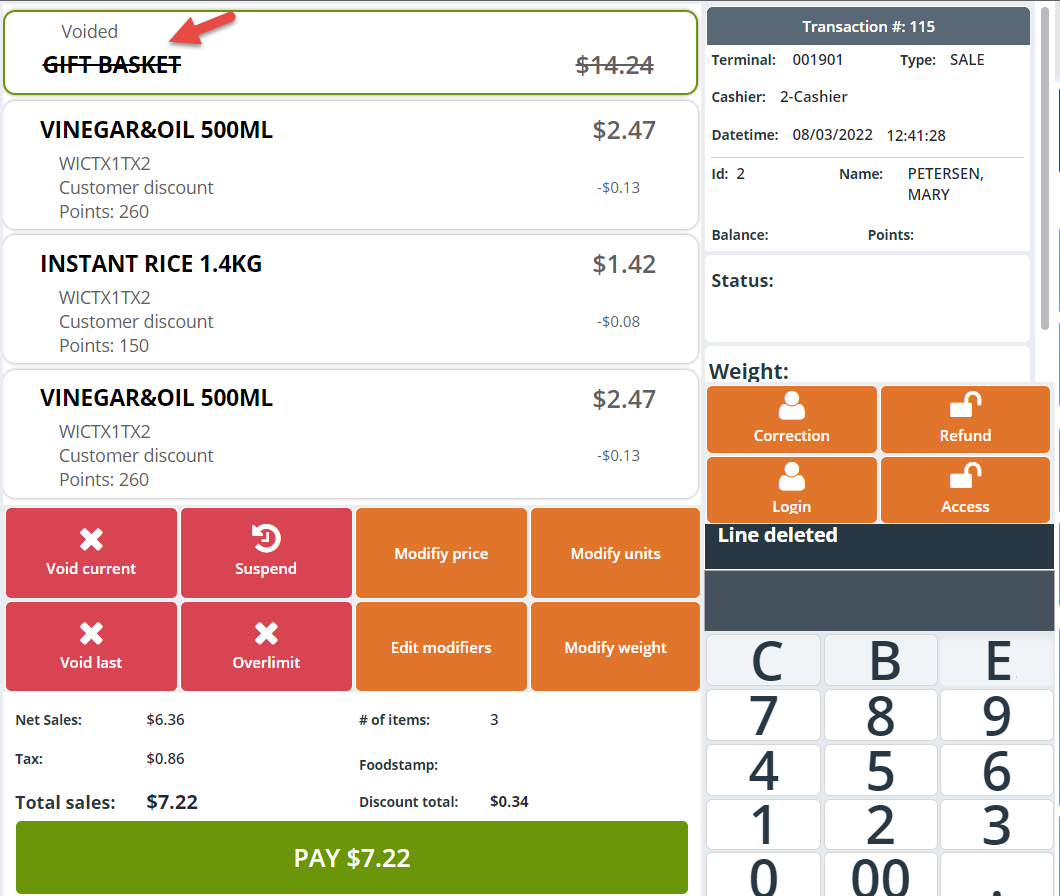 Voided
GIFT BASKET $14.24
VINEGAR&OIL 500ML $2.47
WICTX1TX2
Customer discount -$0.13
Points: 260
INSTANT RICE 1.4KG $1.42
WICTX1TX2
Customer discount -$0.08
Points: 150
VINEGAR&OIL 500ML $2.47
WICTX1TX2
Customer discount -$0.13
Points: 260
Void current Suspend Modifiy price Modify units
Void last Overlimit Edit modifiers Modify weight
Net Sales: $6.36 # of items: 3
Tax: $0.86 Foodstamp:
Total sales: $7.22 Discount total: $0.34
PAY $7.22
Transaction #: 115
Terminal: 001901 Type: SALE
Cashier: 2-Cashier
Datetime: 08/03/2022 12:41:28
Id: 2 Name: PETERSEN,
MARY
Balance: Points:
Status:
Weight:
Correction Refund
Login Access
Line deleted
C B E
7 8 9
4 5 6
1 2 3
0 00 .